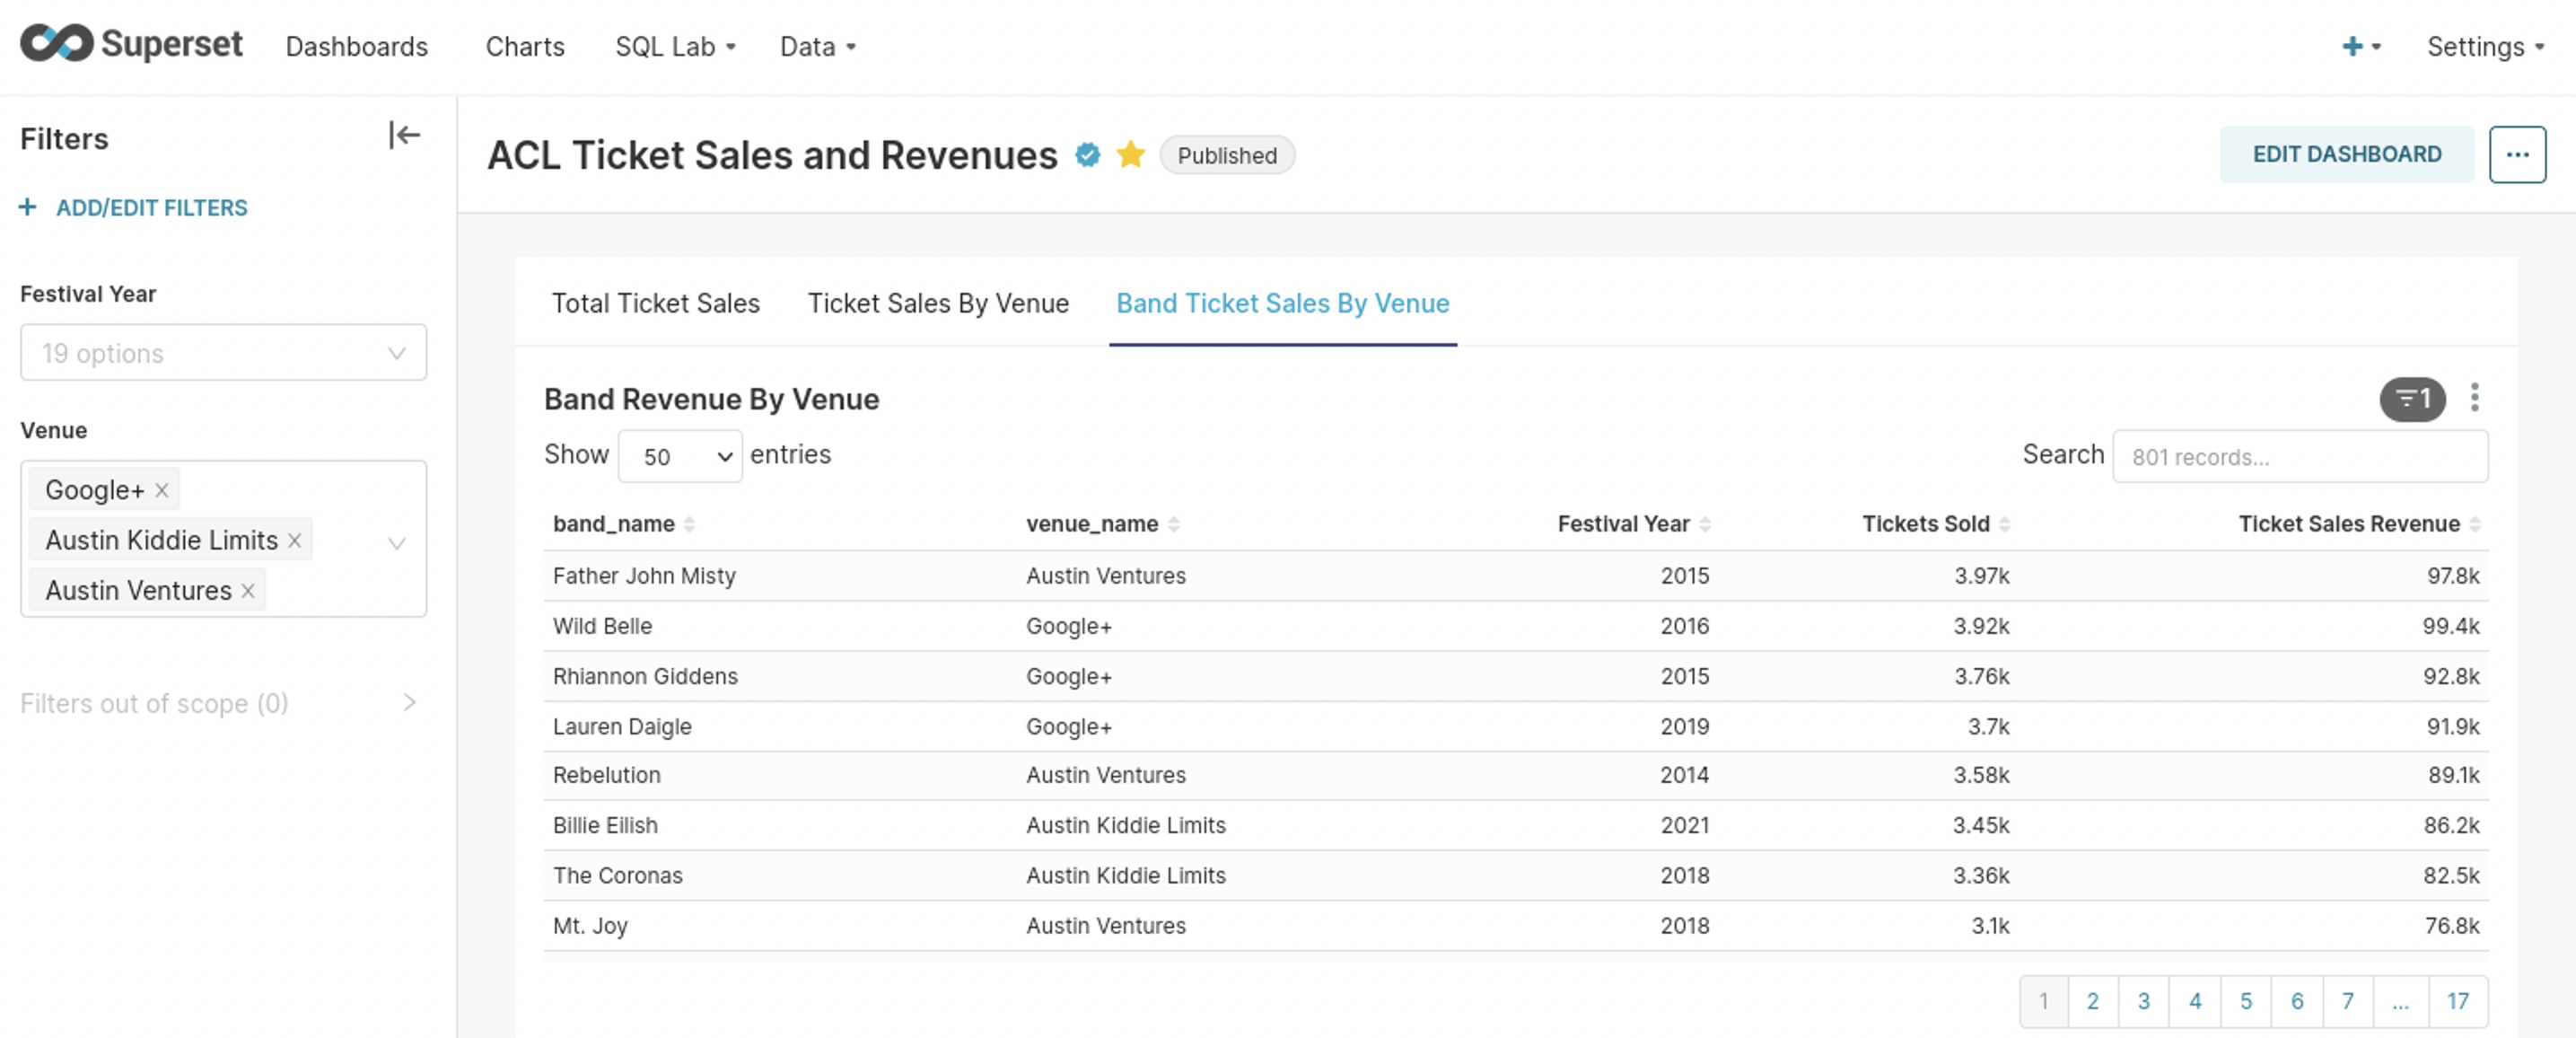 Superset Dashboards Charts SQL Lab Data + Settings
Filters
+ ADD/EDIT FILTERS
Festival Year
19 options
Venue
Google+ ×
Austin Kiddie Limits ×
Austin Ventures ×
Filters out of scope (0)
ACL Ticket Sales and Revenues Published EDIT DASHBOARD ...
Total Ticket Sales Ticket Sales By Venue Band Ticket Sales By Venue
Band Revenue By Venue 1
Show 50 entries Search 801 records...
band_name venue_name Festival Year Tickets Sold Ticket Sales Revenue
Father John Misty Austin Ventures 2015 3.97k 97.8k
Wild Belle Google+ 2016 3.92k 99.4k
Rhiannon Giddens Google+ 2015 3.76k 92.8k
Lauren Daigle Google+ 2019 3.7k 91.9k
Rebelution Austin Ventures 2014 3.58k 89.1k
Billie Eilish Austin Kiddie Limits 2021 3.45k 86.2k
The Coronas Austin Kiddie Limits 2018 3.36k 82.5k
Mt. Joy Austin Ventures 2018 3.1k 76.8k
1 2 3 4 5 6 7 ... 17